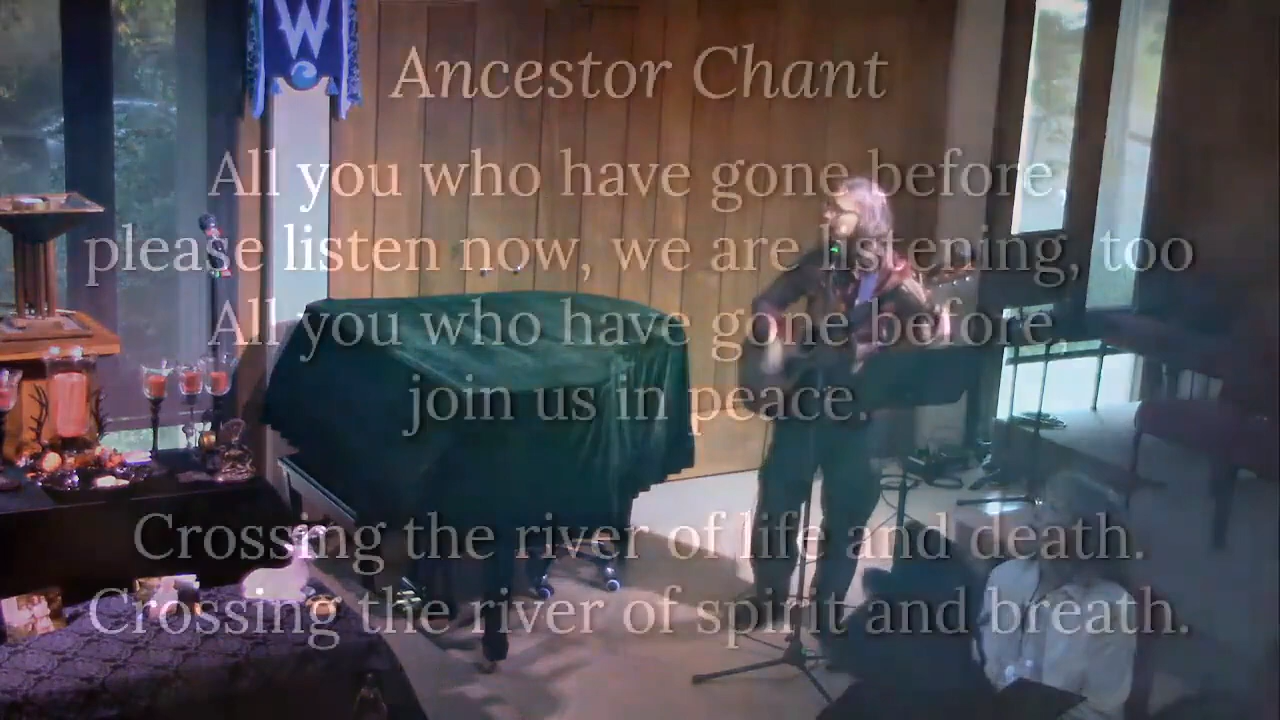 W
Ancestor Chant
All you who have gone before,
please listen now, we are listening, too
All you who have gone before,
join us in peace.
Crossing the river of life and death.
Crossing the river of spirit and breath.